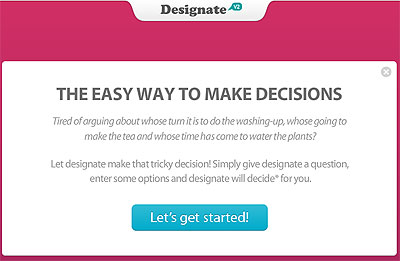 Designate V2
THE EASY WAY TO MAKE DECISIONS
Tired of arguing about whose turn it is to do the washing-up, whose going to
make the tea and whose time has come to water the plants?
Let designate make that tricky decision! Simply give designate a question,
enter some options and designate will decide* for you.
Let's get started!